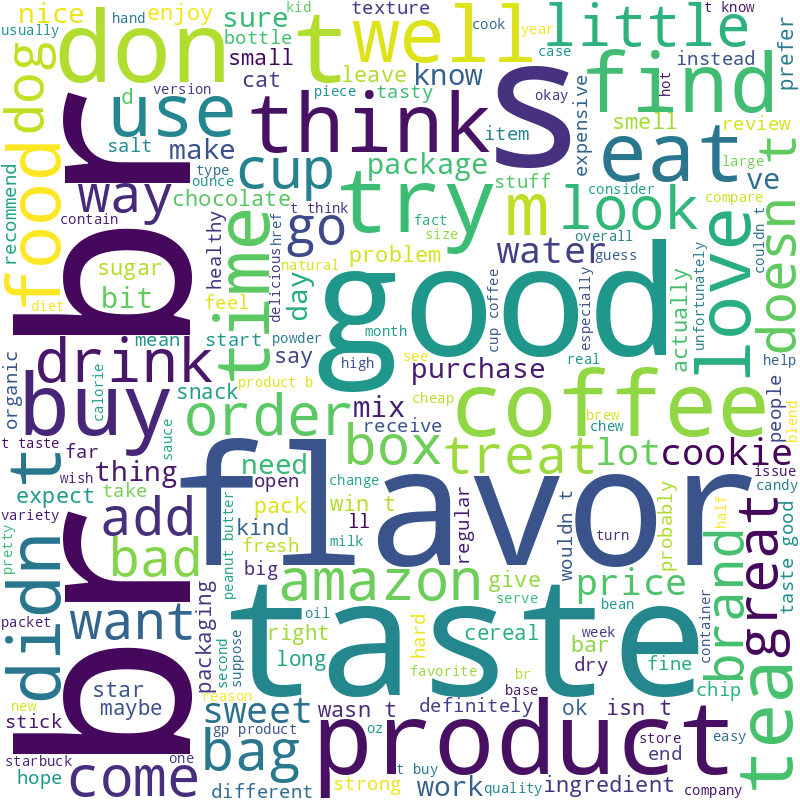 nice
enjoy
texture
kid
cook
year
t know
usually
hand
sure
bottle
don t
well
little
small
case
instead
prefer
dog
cat
leave
know
find
version
d
piece
tasty
okay
hot
use
think
s
expensive
smell
review
br
salt
make
item
eat
large
t
recommend
food
type
ounce
cup
package
consider
compare
way
contain
chocolate
t think
try
stuff
m
look
ve
healthy
time
go
fact
size
water
overall
guess
love
couldn t
doesn
sugar
bit
delicious
href
natural
problem
good
cup coffee
especially
actually
unfortunately
diet
feel
day
mean
start
powder
month
real
help
drink
say
high
see
purchase
organic
calorie
snack
product b
cheap
coffee
people
buy
order
mix
brew
chew
blend
receive
t taste
sauce
box
treat
lot
cookie
far
thing
need
flavor
issue
t
wish
open
change
expect
take
pack
win t
candy
variety
add
kind
ll
regular
wouldn t
turn
probably
half
great
taste good
pretty
bad
fresh
milk
big
peanut butter
amazon
give
price
brand
didn
packet
want
br
packaging
oil
taste
serve
bean
right
hard
cereal
bar
week
container
tea
long
dry
fine
star
second
suppose
favorite
chip
new
maybe
reason
br
base
stick
sweet
wasn t
definitely
ok
isn t
store
easy
starbuck
one
gp product
oz
product
end
hope
come
bag
t buy
different
strong
work
quality
ingredient
company